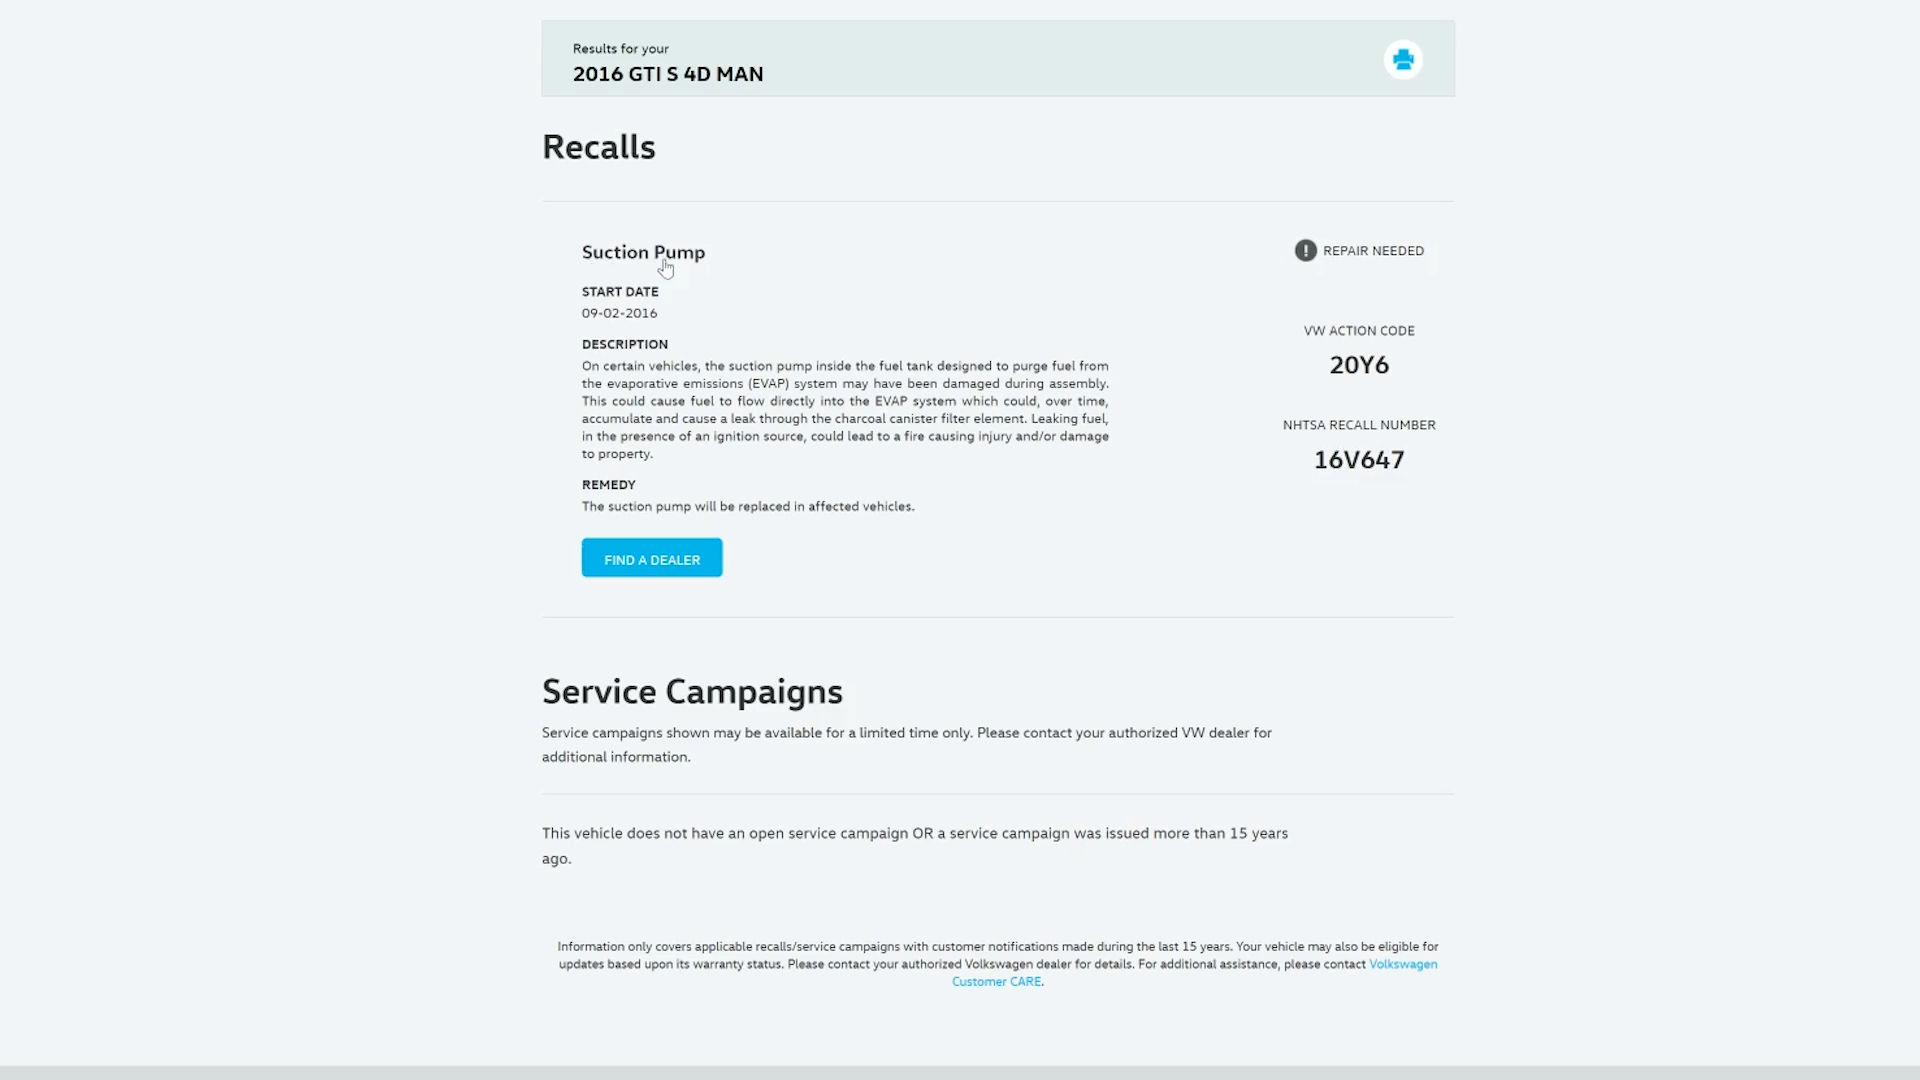 Results for your
2016 GTI S 4D MAN
Recalls
Suction Pump
REPAIR NEEDED
START DATE
09-02-2016
VW ACTION CODE
20Y6
DESCRIPTION
On certain vehicles, the suction pump inside the fuel tank designed to purge fuel from
the evaporative emissions (EVAP) system may have been damaged during assembly.
This could cause fuel to flow directly into the EVAP system which could, over time,
accumulate and cause a leak through the charcoal canister filter element. Leaking fuel,
in the presence of an ignition source, could lead to a fire causing injury and/or damage
to property.
NHTSA RECALL NUMBER
16V647
REMEDY
The suction pump will be replaced in affected vehicles.
FIND A DEALER
Service Campaigns
Service campaigns shown may be available for a limited time only. Please contact your authorized VW dealer for
additional information.
This vehicle does not have an open service campaign OR a service campaign was issued more than 15 years
ago.
Information only covers applicable recalls/service campaigns with customer notifications made during the last 15 years. Your vehicle may also be eligible for
updates based upon its warranty status. Please contact your authorized Volkswagen dealer for details. For additional assistance, please contact Volkswagen
Customer CARE.